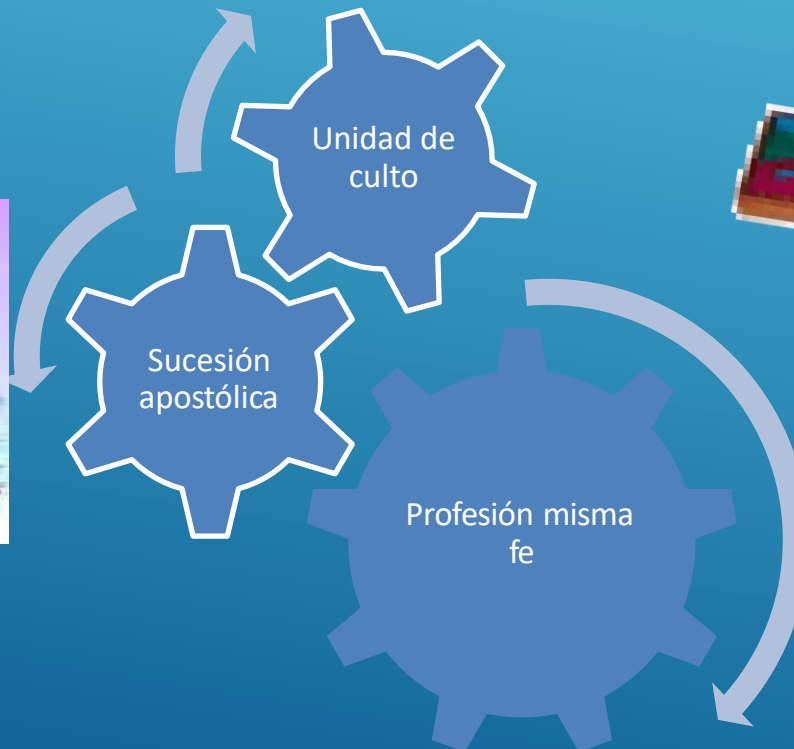 Unidad de
culto
Sucesión
apostólica
Profesión misma
fe